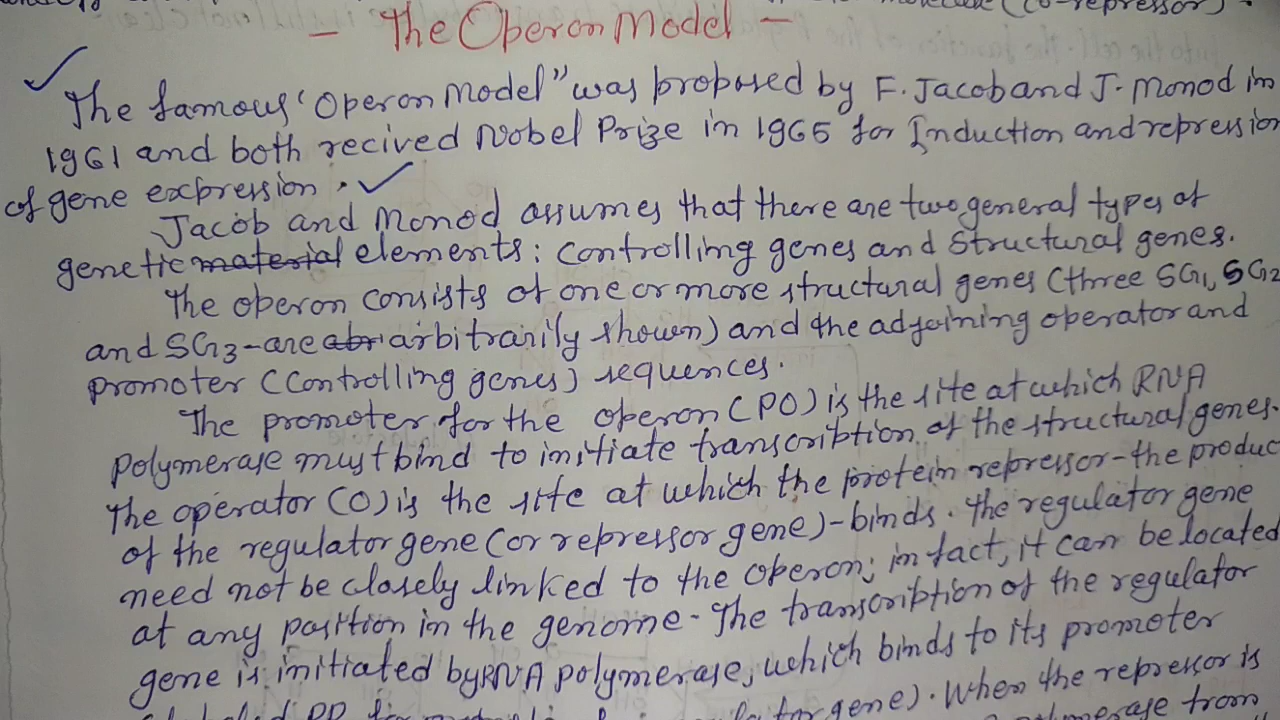 molecule (co-repressor).
- The Operon Model -
The famous 'Operon Model" was proposed by F. Jacob and J. Monod im
1961 and both recived Nobel Prize in 1965 for Induction and repression
of gene expression.
Jacob and Monod assumes that there are two general types of
genetic material elements: controlling genes and structural genes.
The operon consists of one or more structural genes (three SG1, SG2
and SG3-are abr arbitrarily shown) and the adjoining operator and
promoter (controlling genes) sequences.
The promoter for the operon (PO) is the site at which RNA
polymerase must bind to initiate transcription of the structural genes.
The operator (O) is the site at which the protein repressor-the produc
of the regulator gene (or repressor gene)-binds. The regulator gene
need not be closely linked to the operon; in fact, it can be located
at any position in the genome- The transcription of the regulator
gene is initiated by RNA polymerase, which binds to its promoter
gene). When the repressor is
from